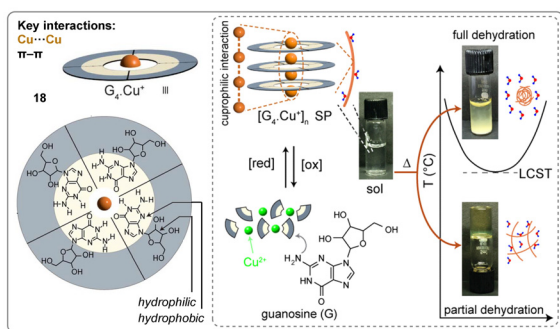 Key interactions:
Cu···Cu
π–π
18
G₄.Cu⁺
III
hydrophilic
hydrophobic
cuprophilic interaction
[G₄.Cu⁺]ₙ SP
[red] [ox]
Cu²⁺
guanosine (G)
sol
Δ
full dehydration
T (°C)
LCST
partial dehydration